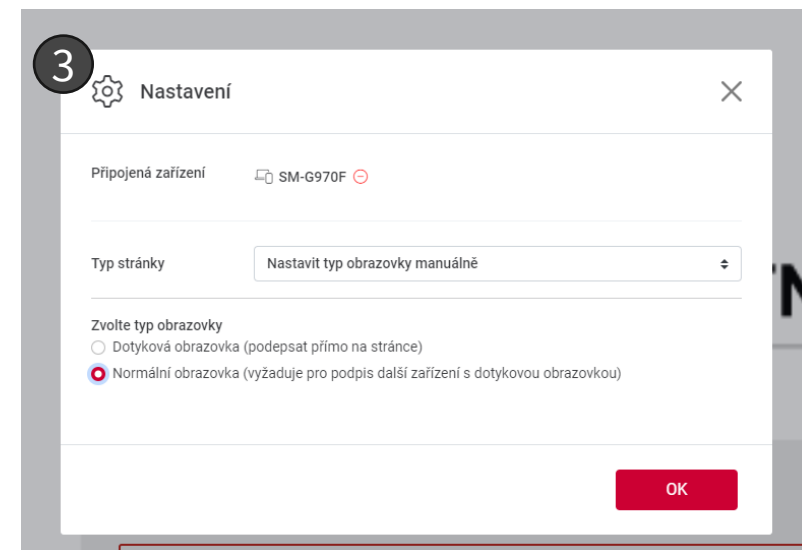 3
Nastavení
Připojená zařízení
SM-G970F
Typ stránky
Nastavit typ obrazovky manuálně
Zvolte typ obrazovky
Dotyková obrazovka (podepsat přímo na stránce)
Normální obrazovka (vyžaduje pro podpis další zařízení s dotykovou obrazovkou)
OK